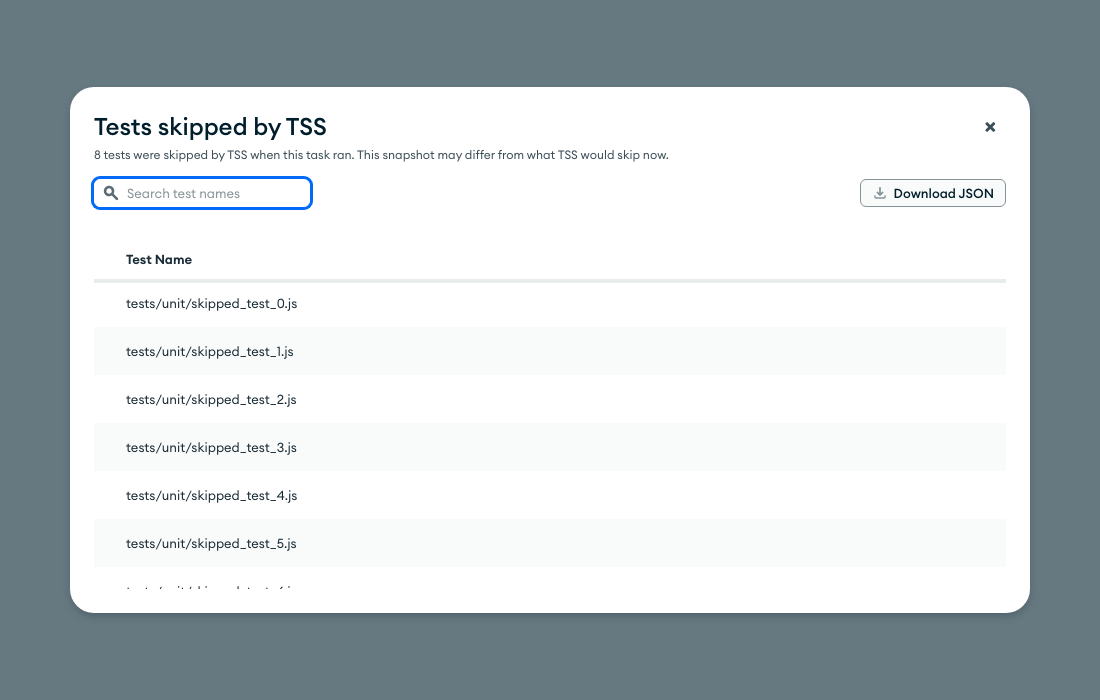 Tests skipped by TSS
8 tests were skipped by TSS when this task ran. This snapshot may differ from what TSS would skip now.
Search test names
Download JSON
Test Name
tests/unit/skipped_test_0.js
tests/unit/skipped_test_1.js
tests/unit/skipped_test_2.js
tests/unit/skipped_test_3.js
tests/unit/skipped_test_4.js
tests/unit/skipped_test_5.js